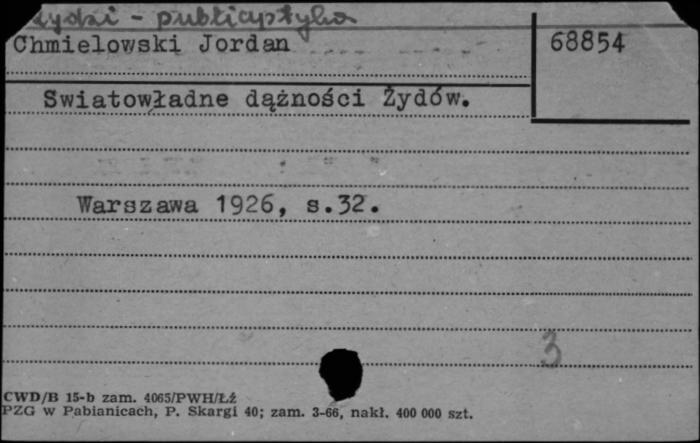 Żydzi - publicystyka
Chmielowski Jordan
68854
Swiatowładne dążności Żydów.
Warszawa 1926, s.32.
3
CWD/B 15-b zam. 4065/PWH/Łź
PZG w Pabianicach, P. Skargi 40; zam. 3-66, nakł. 400 000 szt.